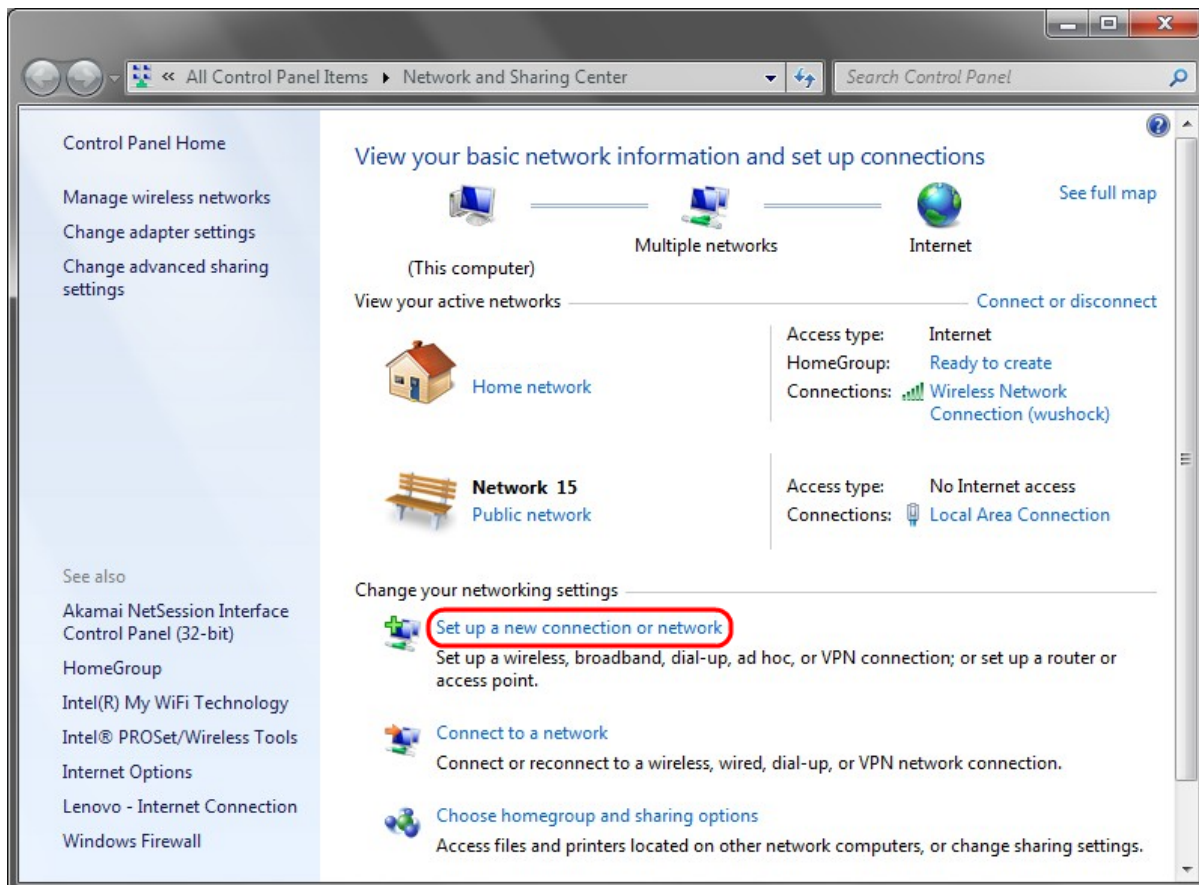 « All Control Panel Items ▸ Network and Sharing Center
Search Control Panel
Control Panel Home
Manage wireless networks
Change adapter settings
Change advanced sharing
settings
See also
Akamai NetSession Interface
Control Panel (32-bit)
HomeGroup
Intel(R) My WiFi Technology
Intel® PROSet/Wireless Tools
Internet Options
Lenovo - Internet Connection
Windows Firewall
View your basic network information and set up connections
See full map
(This computer)
Multiple networks
Internet
View your active networks
Connect or disconnect
Home network
Access type: Internet
HomeGroup: Ready to create
Connections: Wireless Network
Connection (wushock)
Network 15
Public network
Access type: No Internet access
Connections: Local Area Connection
Change your networking settings
Set up a new connection or network
Set up a wireless, broadband, dial-up, ad hoc, or VPN connection; or set up a router or
access point.
Connect to a network
Connect or reconnect to a wireless, wired, dial-up, or VPN network connection.
Choose homegroup and sharing options
Access files and printers located on other network computers, or change sharing settings.